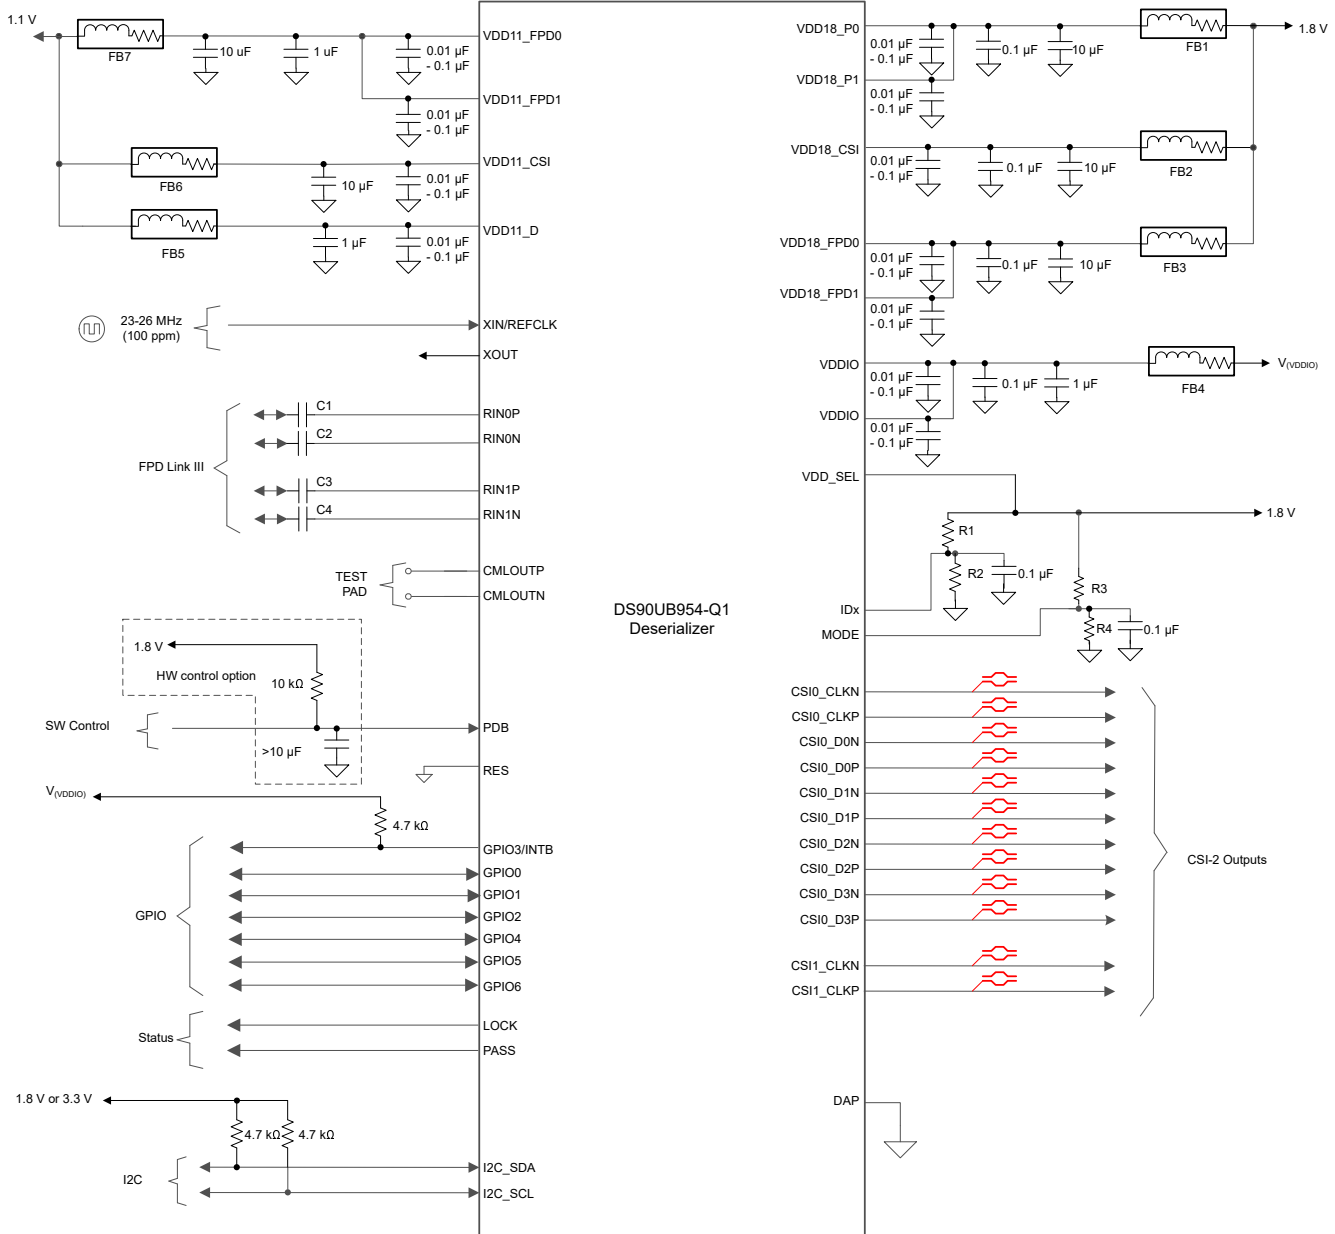 1.1 V
FB7
10 uF
1 uF
0.01 µF
- 0.1 µF
VDD11_FPD0
0.01 µF
- 0.1 µF
VDD11_FPD1
FB6
10 µF
0.01 µF
- 0.1 µF
VDD11_CSI
FB5
1 µF
0.01 µF
- 0.1 µF
VDD11_D
23-26 MHz
(100 ppm)
XIN/REFCLK
XOUT
FPD Link III
C1
RIN0P
C2
RIN0N
C3
RIN1P
C4
RIN1N
TEST
PAD
CMLOUTP
CMLOUTN
1.8 V
HW control option
10 kΩ
SW Control
>10 µF
PDB
RES
V(VDDIO)
4.7 kΩ
GPIO
GPIO3/INTB
GPIO0
GPIO1
GPIO2
GPIO4
GPIO5
GPIO6
Status
LOCK
PASS
1.8 V or 3.3 V
4.7 kΩ
4.7 kΩ
I2C
I2C_SDA
I2C_SCL
DS90UB954-Q1
Deserializer
VDD18_P0
0.01 µF
- 0.1 µF
0.1 µF
10 µF
FB1
1.8 V
VDD18_P1
0.01 µF
- 0.1 µF
VDD18_CSI
0.01 µF
- 0.1 µF
0.1 µF
10 µF
FB2
VDD18_FPD0
0.01 µF
- 0.1 µF
0.1 µF
10 µF
FB3
VDD18_FPD1
0.01 µF
- 0.1 µF
VDDIO
0.01 µF
- 0.1 µF
0.1 µF
1 µF
FB4
V(VDDIO)
VDDIO
0.01 µF
- 0.1 µF
VDD_SEL
1.8 V
R1
R2
0.1 µF
R3
IDx
R4
0.1 µF
MODE
CSI0_CLKN
CSI0_CLKP
CSI0_D0N
CSI0_D0P
CSI0_D1N
CSI0_D1P
CSI0_D2N
CSI0_D2P
CSI0_D3N
CSI0_D3P
CSI1_CLKN
CSI1_CLKP
CSI-2 Outputs
DAP